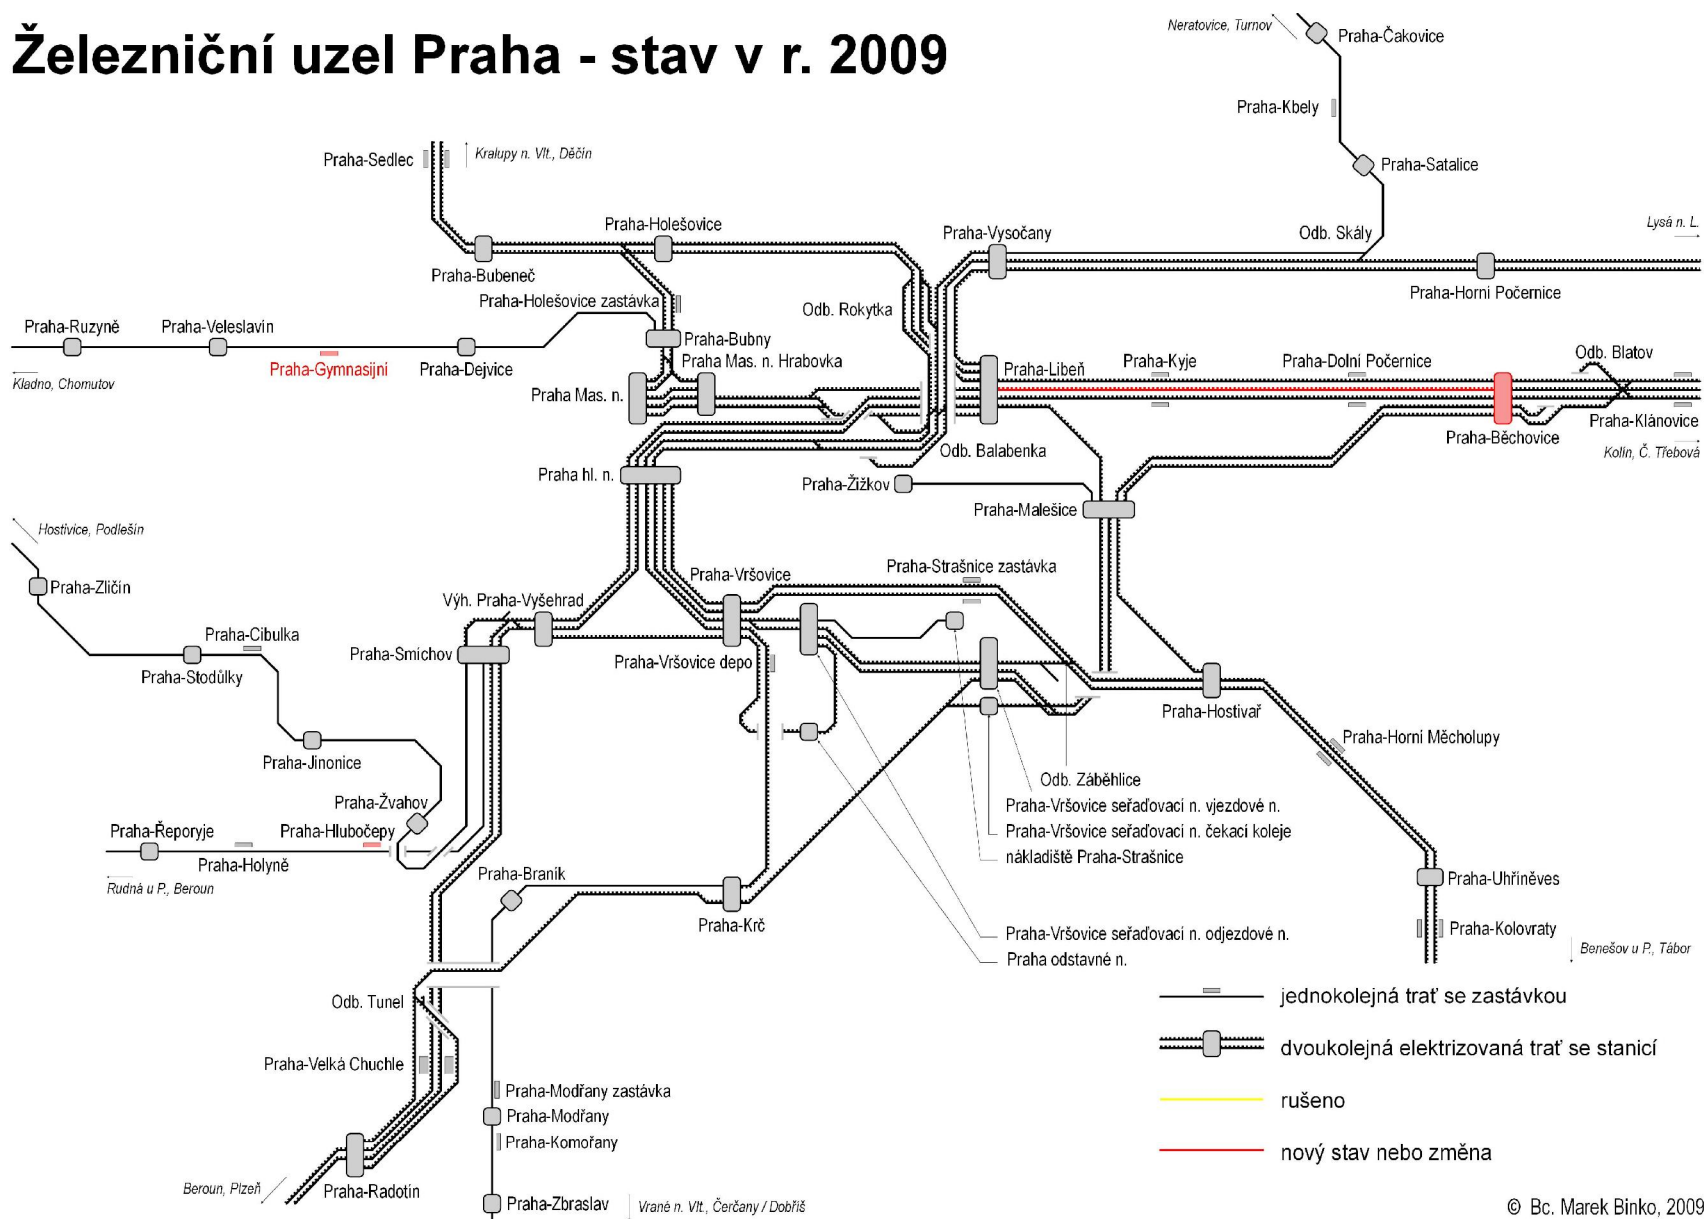 Železniční uzel Praha - stav v r. 2009
Neratovice, Turnov
Praha-Čakovice
Praha-Kbely
Praha-Sedlec
Kralupy n. Vlt., Děčín
Praha-Satalice
Praha-Holešovice
Praha-Vysočany
Odb. Skály
Lysá n. L.
Praha-Bubeneč
Praha-Horní Počernice
Praha-Holešovice zastávka
Odb. Rokytka
Praha-Ruzyně
Praha-Veleslavín
Praha-Bubny
Praha-Gymnasijní
Praha-Dejvice
Praha Mas. n. Hrabovka
Praha-Libeň
Praha-Kyje
Praha-Dolní Počernice
Odb. Blatov
Kladno, Chomutov
Praha Mas. n.
Praha-Klánovice
Praha-Běchovice
Kolín, Č. Třebová
Odb. Balabenka
Praha hl. n.
Praha-Žižkov
Praha-Malešice
Hostivice, Podlešín
Praha-Zličín
Praha-Vršovice
Praha-Strašnice zastávka
Výh. Praha-Vyšehrad
Praha-Cibulka
Praha-Smíchov
Praha-Vršovice depo
Praha-Stodůlky
Praha-Hostivař
Praha-Horní Měcholupy
Praha-Jinonice
Odb. Záběhlice
Praha-Žvahov
Praha-Vršovice seřaďovací n. vjezdové n.
Praha-Řeporyje
Praha-Hlubočepy
Praha-Vršovice seřaďovací n. čekací koleje
Praha-Holyně
nákladiště Praha-Strašnice
Rudná u P., Beroun
Praha-Braník
Praha-Uhříněves
Praha-Krč
Praha-Vršovice seřaďovací n. odjezdové n.
Praha-Kolovraty
Praha odstavné n.
Benešov u P., Tábor
Odb. Tunel
jednokolejná trať se zastávkou
dvoukolejná elektrizovaná trať se stanicí
Praha-Velká Chuchle
Praha-Modřany zastávka
rušeno
Praha-Modřany
Praha-Komořany
nový stav nebo změna
Beroun, Plzeň
Praha-Radotín
Praha-Zbraslav
Vrané n. Vlt., Čerčany / Dobříš
© Bc. Marek Binko, 2009